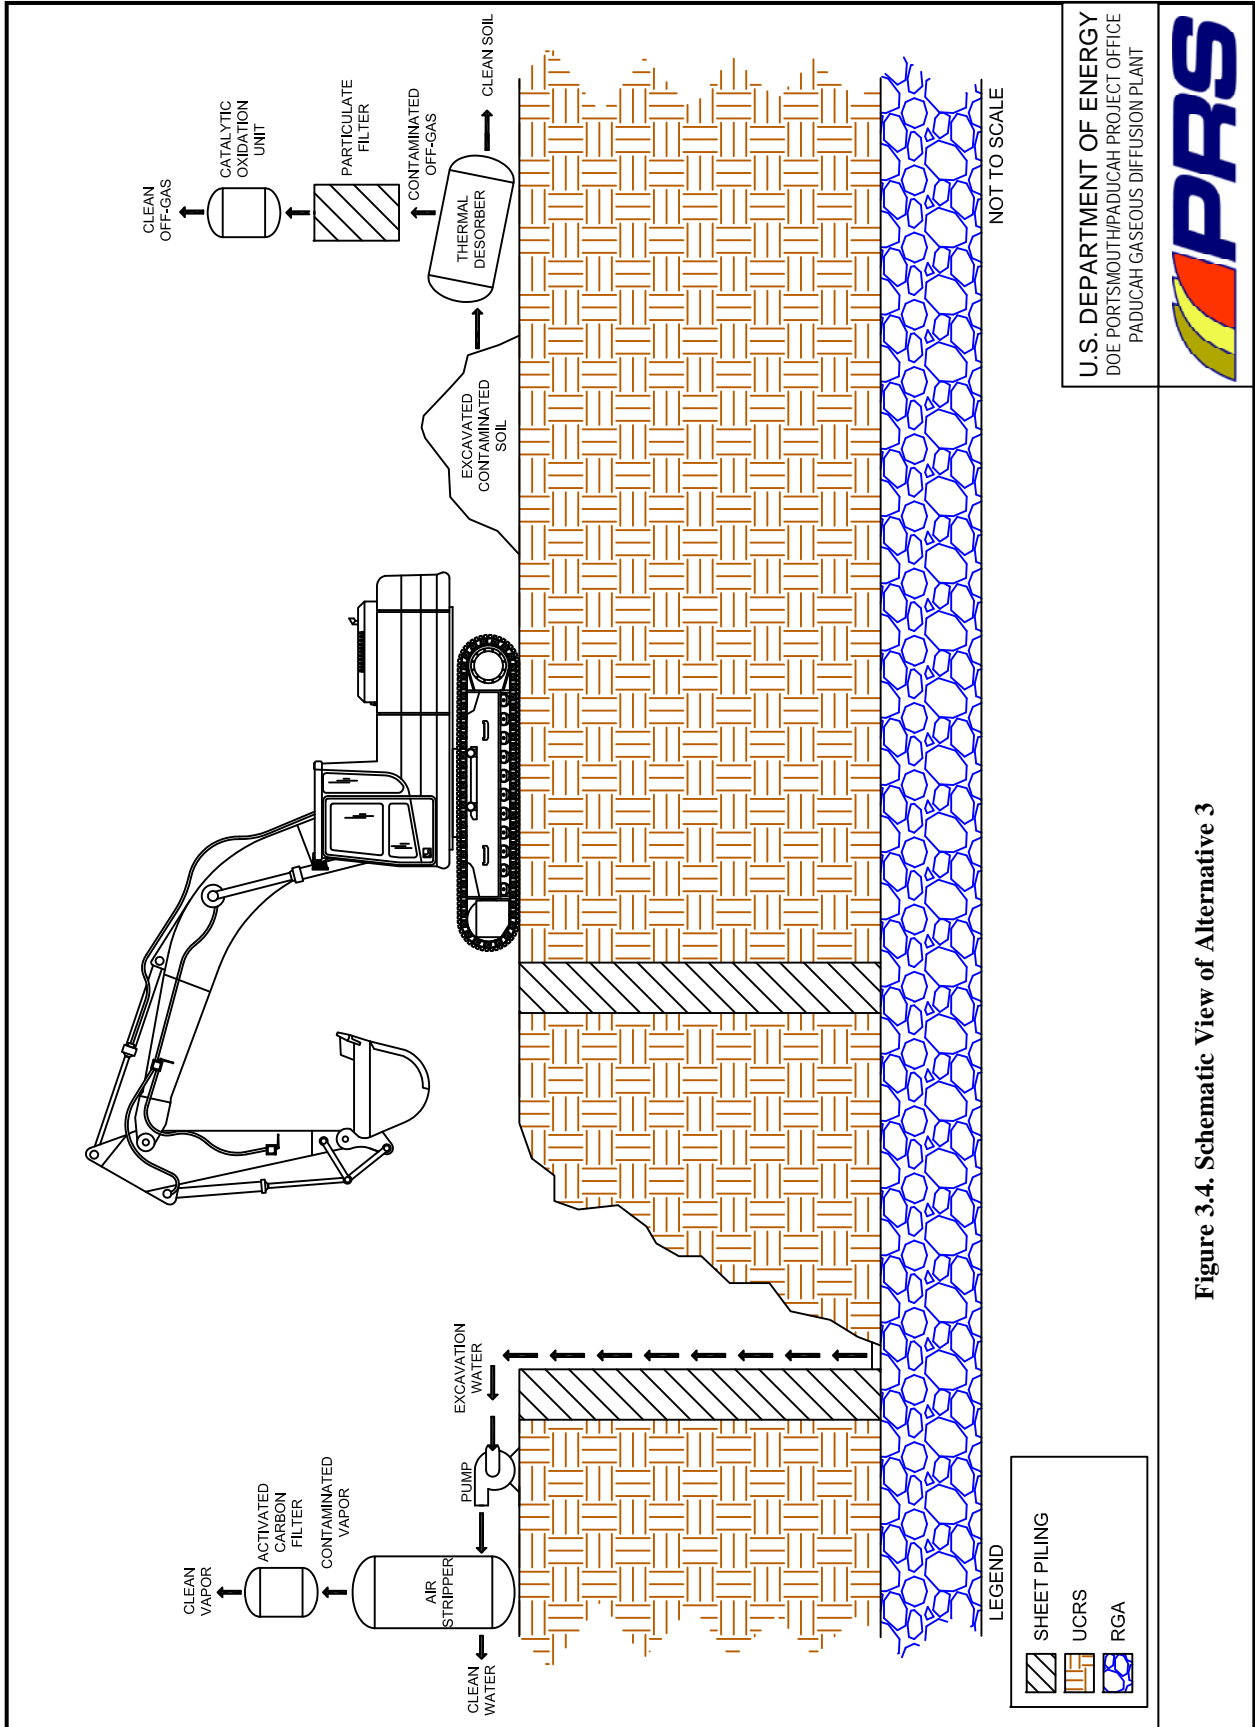 CLEAN
VAPOR
ACTIVATED
CARBON
FILTER
CONTAMINATED
VAPOR
AIR
STRIPPER
CLEAN
WATER
PUMP
EXCAVATION
WATER
EXCAVATED
CONTAMINATED
SOIL
CLEAN
OFF-GAS
CATALYTIC
OXIDATION
UNIT
PARTICULATE
FILTER
CONTAMINATED
OFF-GAS
THERMAL
DESORBER
CLEAN SOIL
LEGEND
SHEET PILING
UCRS
RGA
NOT TO SCALE
U.S. DEPARTMENT OF ENERGY
DOE PORTSMOUTH/PADUCAH PROJECT OFFICE
PADUCAH GASEOUS DIFFUSION PLANT
PRS
Figure 3.4. Schematic View of Alternative 3